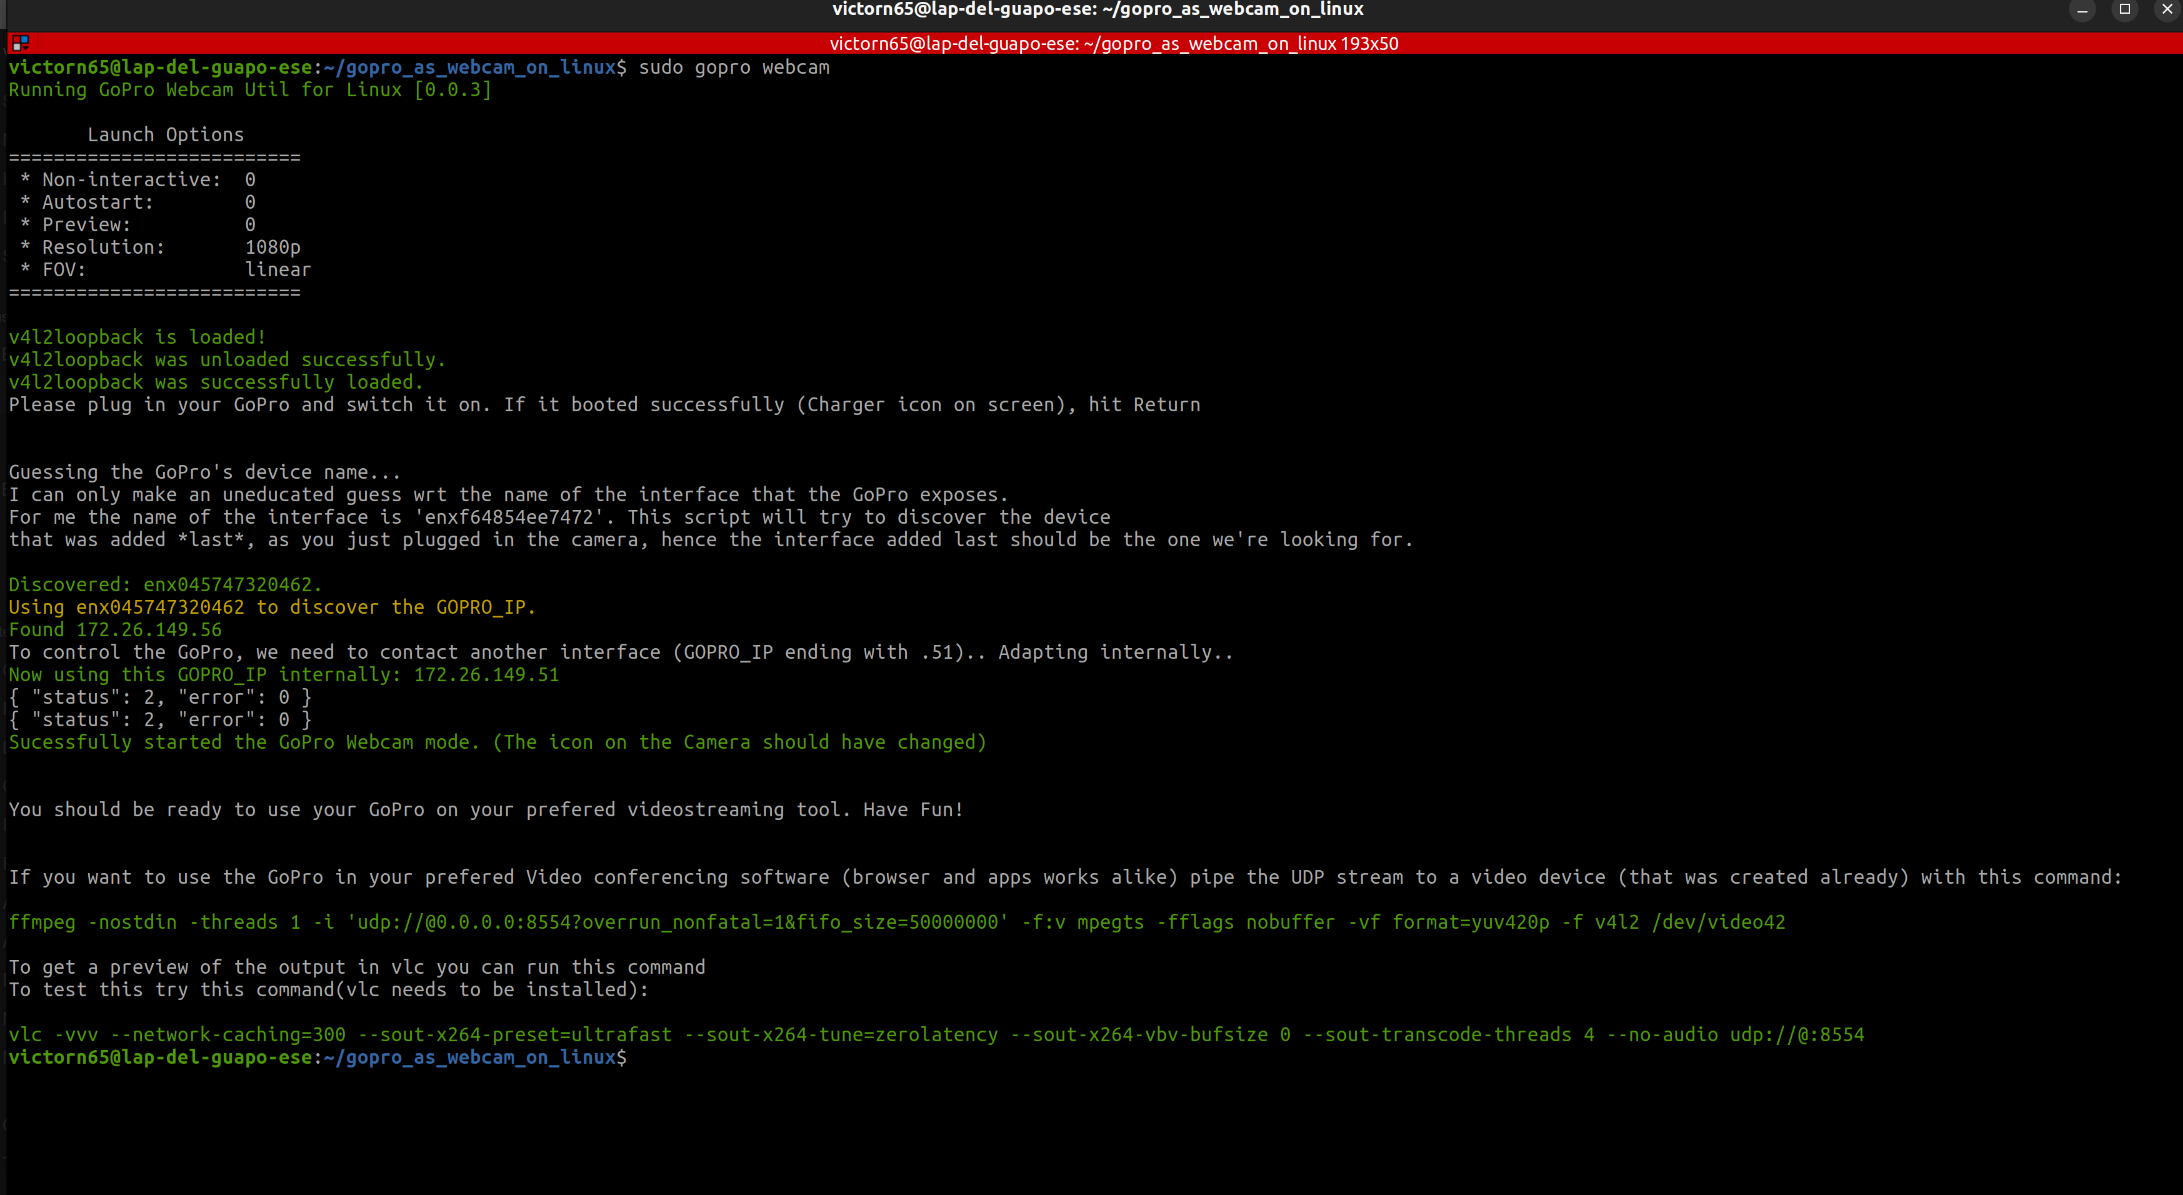 victorn65@lap-del-guapo-ese: ~/gopro_as_webcam_on_linux
victorn65@lap-del-guapo-ese: ~/gopro_as_webcam_on_linux 193x50
victorn65@lap-del-guapo-ese:~/gopro_as_webcam_on_linux$ sudo gopro webcam
Running GoPro Webcam Util for Linux [0.0.3]
Launch Options
==========================
* Non-interactive:  0
* Autostart:        0
* Preview:          0
* Resolution:       1080p
* FOV:              linear
==========================
v4l2loopback is loaded!
v4l2loopback was unloaded successfully.
v4l2loopback was successfully loaded.
Please plug in your GoPro and switch it on. If it booted successfully (Charger icon on screen), hit Return
Guessing the GoPro's device name...
I can only make an uneducated guess wrt the name of the interface that the GoPro exposes.
For me the name of the interface is 'enxf64854ee7472'. This script will try to discover the device
that was added *last*, as you just plugged in the camera, hence the interface added last should be the one we're looking for.
Discovered: enx045747320462.
Using enx045747320462 to discover the GOPRO_IP.
Found 172.26.149.56
To control the GoPro, we need to contact another interface (GOPRO_IP ending with .51).. Adapting internally..
Now using this GOPRO_IP internally: 172.26.149.51
{ "status": 2, "error": 0 }
{ "status": 2, "error": 0 }
Sucessfully started the GoPro Webcam mode. (The icon on the Camera should have changed)
You should be ready to use your GoPro on your prefered videostreaming tool. Have Fun!
If you want to use the GoPro in your prefered Video conferencing software (browser and apps works alike) pipe the UDP stream to a video device (that was created already) with this command:
ffmpeg -nostdin -threads 1 -i 'udp://@0.0.0.0:8554?overrun_nonfatal=1&fifo_size=50000000' -f:v mpegts -fflags nobuffer -vf format=yuv420p -f v4l2 /dev/video42
To get a preview of the output in vlc you can run this command
To test this try this command(vlc needs to be installed):
vlc -vvv --network-caching=300 --sout-x264-preset=ultrafast --sout-x264-tune=zerolatency --sout-x264-vbv-bufsize 0 --sout-transcode-threads 4 --no-audio udp://@:8554
victorn65@lap-del-guapo-ese:~/gopro_as_webcam_on_linux$